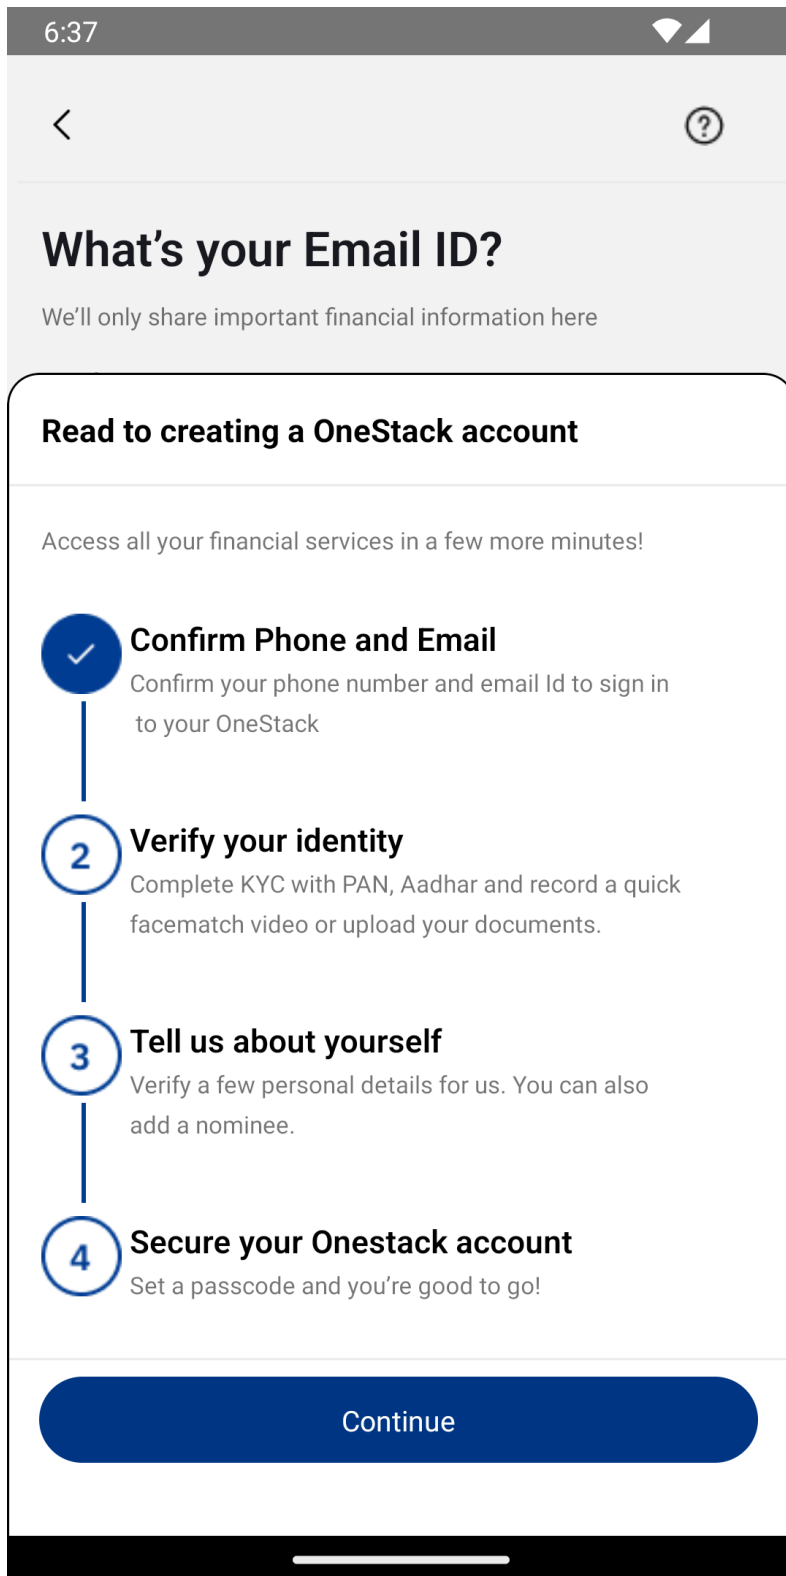 6:37
What's your Email ID?
We'll only share important financial information here
Read to creating a OneStack account
Access all your financial services in a few more minutes!
Confirm Phone and Email
Confirm your phone number and email Id to sign in
to your OneStack
2
Verify your identity
Complete KYC with PAN, Aadhar and record a quick
facematch video or upload your documents.
3
Tell us about yourself
Verify a few personal details for us. You can also
add a nominee.
4
Secure your Onestack account
Set a passcode and you're good to go!
Continue